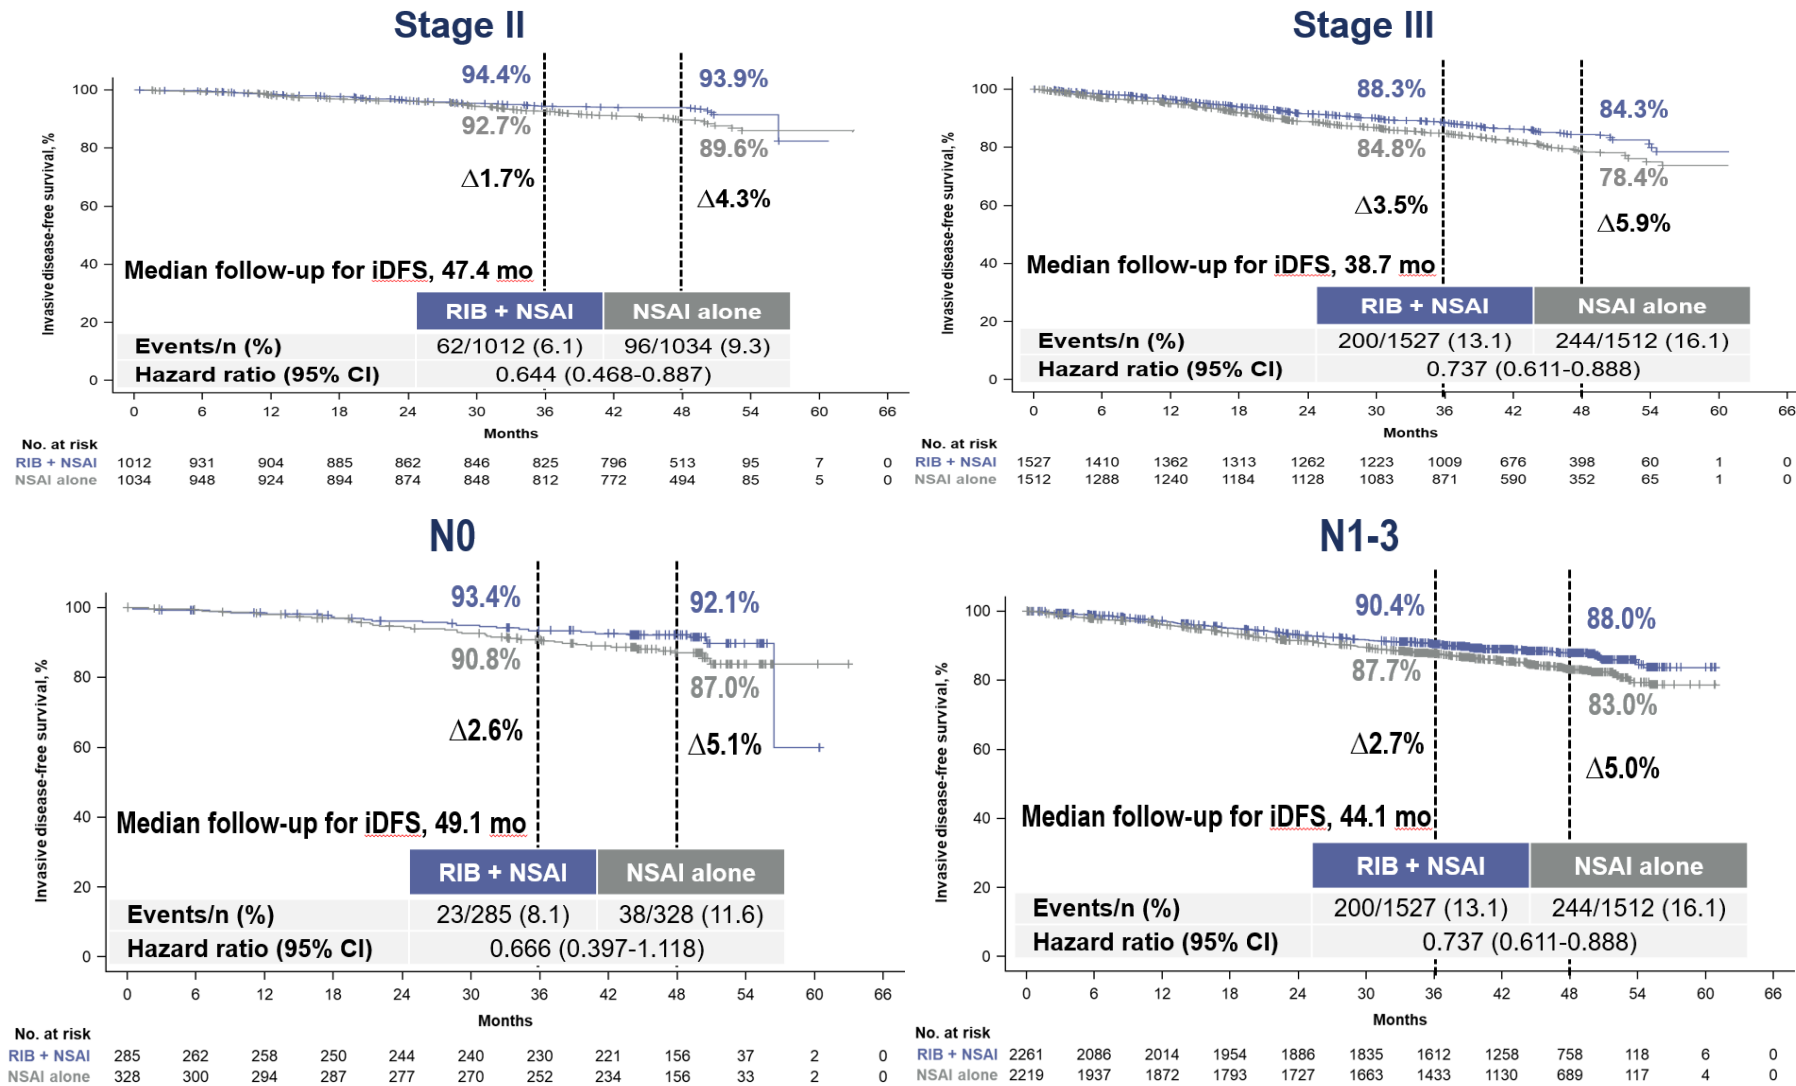 Stage II
94.4%
93.9%
92.7%
89.6%
Δ1.7%
Δ4.3%
Invasive disease-free survival, %
100
80
60
40
20
0
Median follow-up for iDFS, 47.4 mo
RIB + NSAI NSAI alone
Events/n (%) 62/1012 (6.1) 96/1034 (9.3)
Hazard ratio (95% CI) 0.644 (0.468-0.887)
0 6 12 18 24 30 36 42 48 54 60 66
Months
No. at risk
RIB + NSAI 1012 931 904 885 862 846 825 796 513 95 7 0
NSAI alone 1034 948 924 894 874 848 812 772 494 85 5 0
Stage III
88.3%
84.3%
84.8%
78.4%
Δ3.5%
Δ5.9%
Invasive disease-free survival, %
100
80
60
40
20
0
Median follow-up for iDFS, 38.7 mo
RIB + NSAI NSAI alone
Events/n (%) 200/1527 (13.1) 244/1512 (16.1)
Hazard ratio (95% CI) 0.737 (0.611-0.888)
0 6 12 18 24 30 36 42 48 54 60 66
Months
No. at risk
RIB + NSAI 1527 1410 1362 1313 1262 1223 1009 676 398 60 1 0
NSAI alone 1512 1288 1240 1184 1128 1083 871 590 352 65 1 0
N0
93.4%
92.1%
90.8%
87.0%
Δ2.6%
Δ5.1%
Invasive disease-free survival, %
100
80
60
40
20
0
Median follow-up for iDFS, 49.1 mo
RIB + NSAI NSAI alone
Events/n (%) 23/285 (8.1) 38/328 (11.6)
Hazard ratio (95% CI) 0.666 (0.397-1.118)
0 6 12 18 24 30 36 42 48 54 60 66
Months
No. at risk
RIB + NSAI 285 262 258 250 244 240 230 221 156 37 2 0
NSAI alone 328 300 294 287 277 270 252 234 156 33 2 0
N1-3
90.4%
88.0%
87.7%
83.0%
Δ2.7%
Δ5.0%
Invasive disease-free survival, %
100
80
60
40
20
0
Median follow-up for iDFS, 44.1 mo
RIB + NSAI NSAI alone
Events/n (%) 200/1527 (13.1) 244/1512 (16.1)
Hazard ratio (95% CI) 0.737 (0.611-0.888)
0 6 12 18 24 30 36 42 48 54 60 66
Months
No. at risk
RIB + NSAI 2261 2086 2014 1954 1886 1835 1612 1258 758 118 6 0
NSAI alone 2219 1937 1872 1793 1727 1663 1433 1130 689 117 4 0